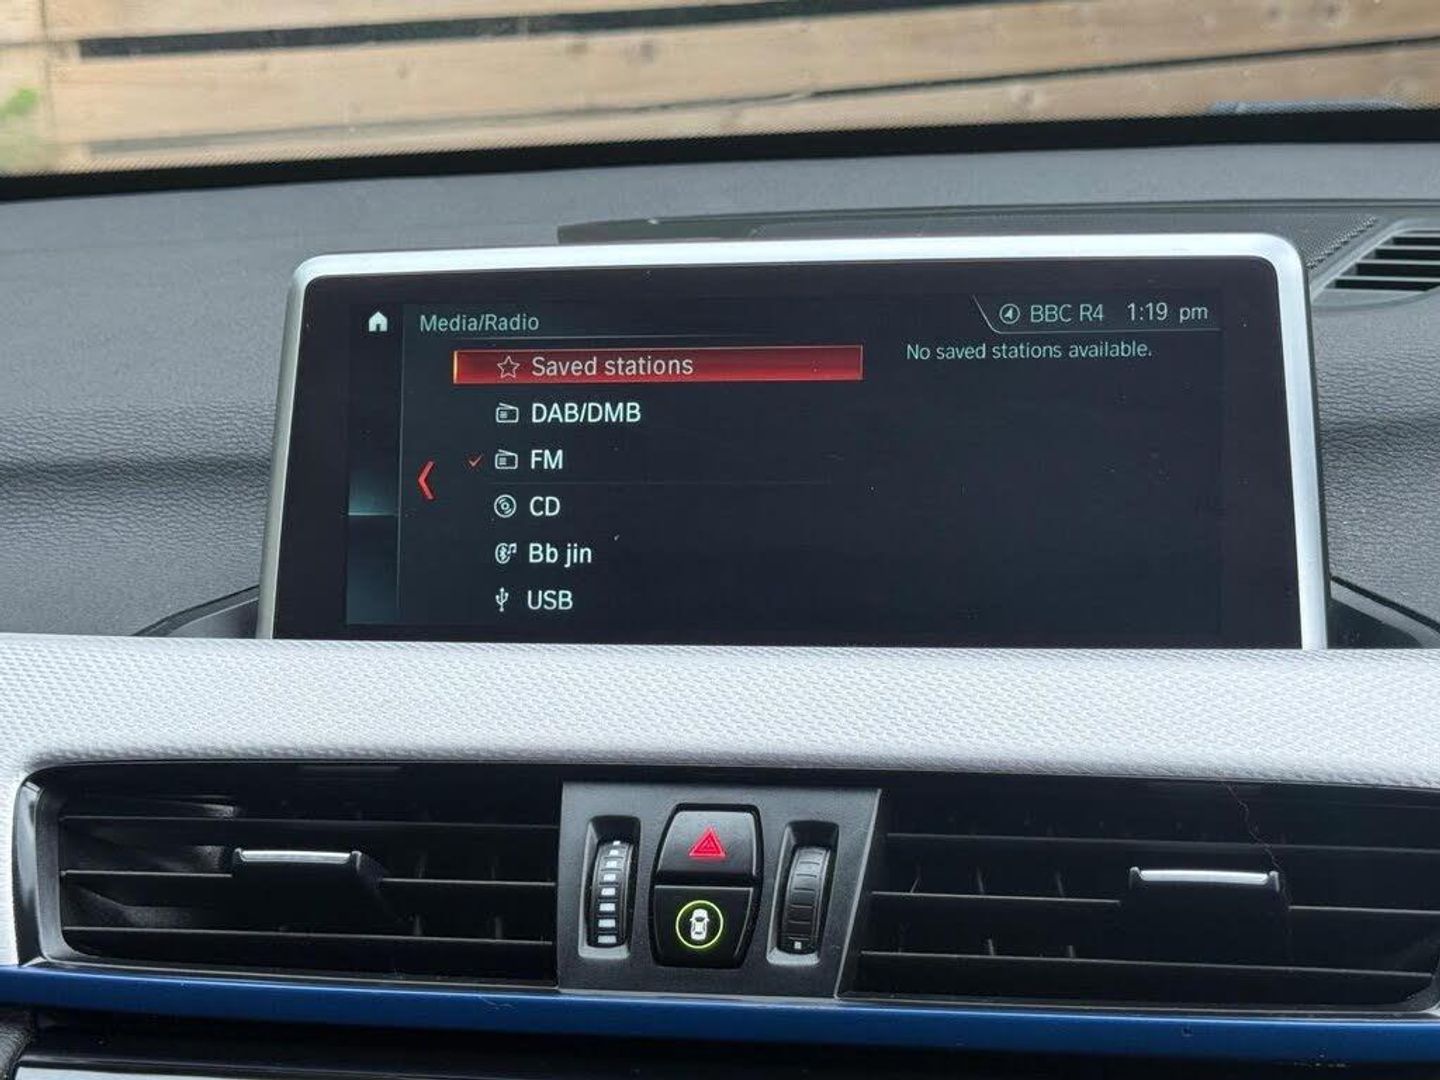 Media/Radio
BBC R4 1:19 pm
Saved stations
No saved stations available.
DAB/DMB
FM
CD
Bb jin
USB